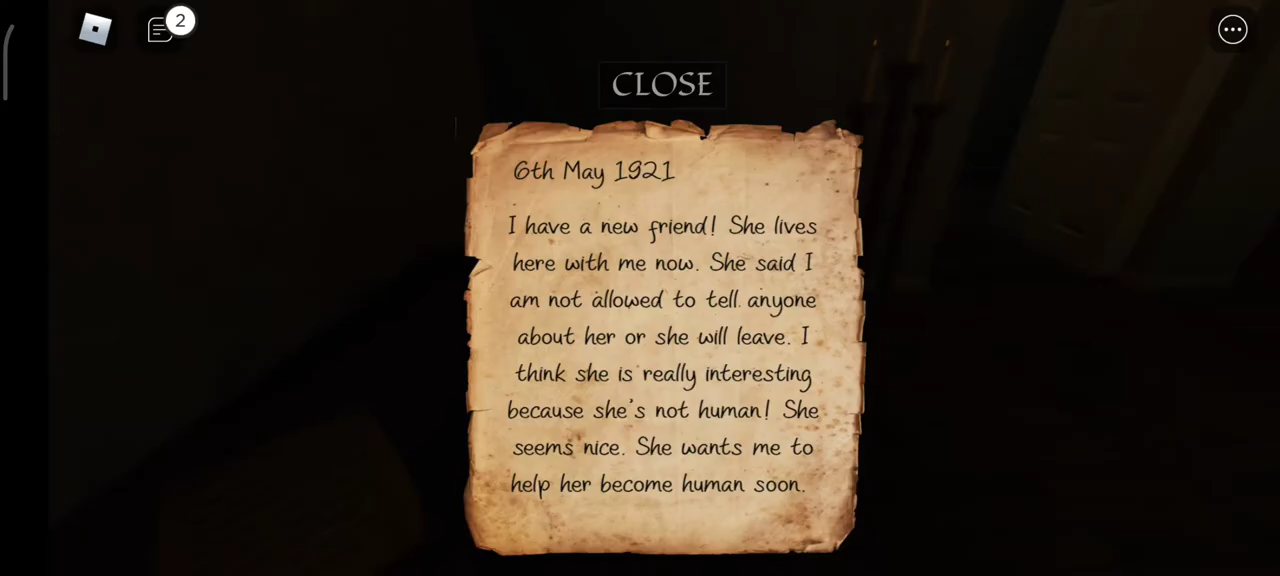 2
CLOSE
6th May 1921
I have a new friend! She lives
here with me now. She said I
am not allowed to tell anyone
about her or she will leave. I
think she is really interesting
because she's not human! She
seems nice. She wants me to
help her become human soon.